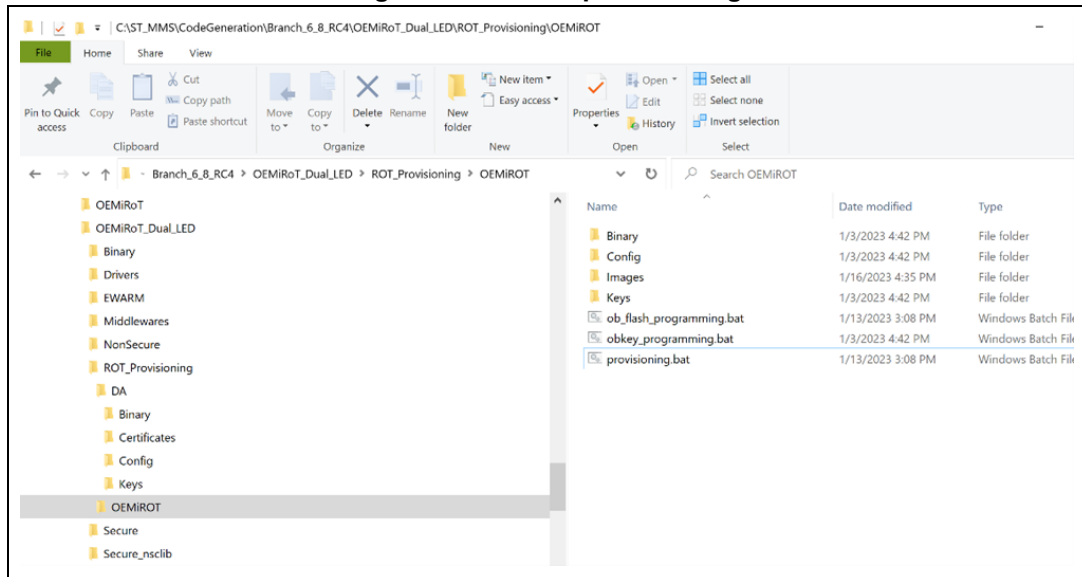 C:\ST_MMS\CodeGeneration\Branch_6_8_RC4\OEMiRoT_Dual_LED\ROT_Provisioning\OEMiROT
File Home Share View
Pin to Quick access
Copy
Paste
Cut
Copy path
Paste shortcut
Move to
Copy to
Delete
Rename
New folder
New item
Easy access
Properties
Open
Edit
History
Select all
Select none
Invert selection
Clipboard Organize New Open Select
Branch_6_8_RC4 > OEMiRoT_Dual_LED > ROT_Provisioning > OEMiROT
Search OEMiROT
OEMiRoT
OEMiRoT_Dual_LED
Binary
Drivers
EWARM
Middlewares
NonSecure
ROT_Provisioning
DA
Binary
Certificates
Config
Keys
OEMiROT
Secure
Secure_nsclib
Name Date modified Type
Binary 1/3/2023 4:42 PM File folder
Config 1/3/2023 4:42 PM File folder
Images 1/16/2023 4:35 PM File folder
Keys 1/3/2023 4:42 PM File folder
ob_flash_programming.bat 1/13/2023 3:08 PM Windows Batch File
obkey_programming.bat 1/3/2023 4:42 PM Windows Batch File
provisioning.bat 1/13/2023 3:08 PM Windows Batch File